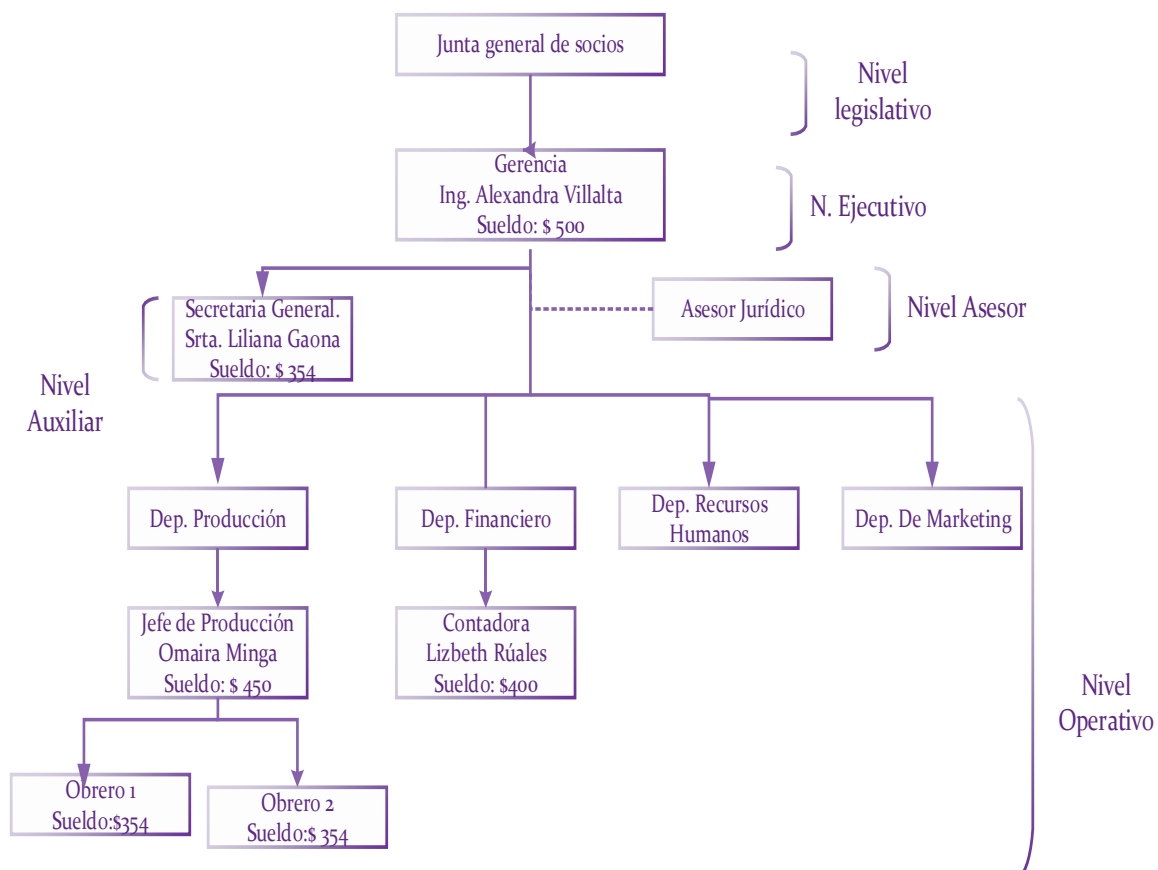 Junta general de socios
Nivel
legislativo
Gerencia
Ing. Alexandra Villalta
Sueldo: $ 500
N. Ejecutivo
Secretaria General.
Srta. Liliana Gaona
Sueldo: $ 354
Asesor Jurídico
Nivel Asesor
Nivel
Auxiliar
Dep. Producción
Dep. Financiero
Dep. Recursos
Humanos
Dep. De Marketing
Jefe de Producción
Omaira Minga
Sueldo: $ 450
Contadora
Lizbeth Rúales
Sueldo: $400
Nivel
Operativo
Obrero 1
Sueldo:$354
Obrero 2
Sueldo:$ 354